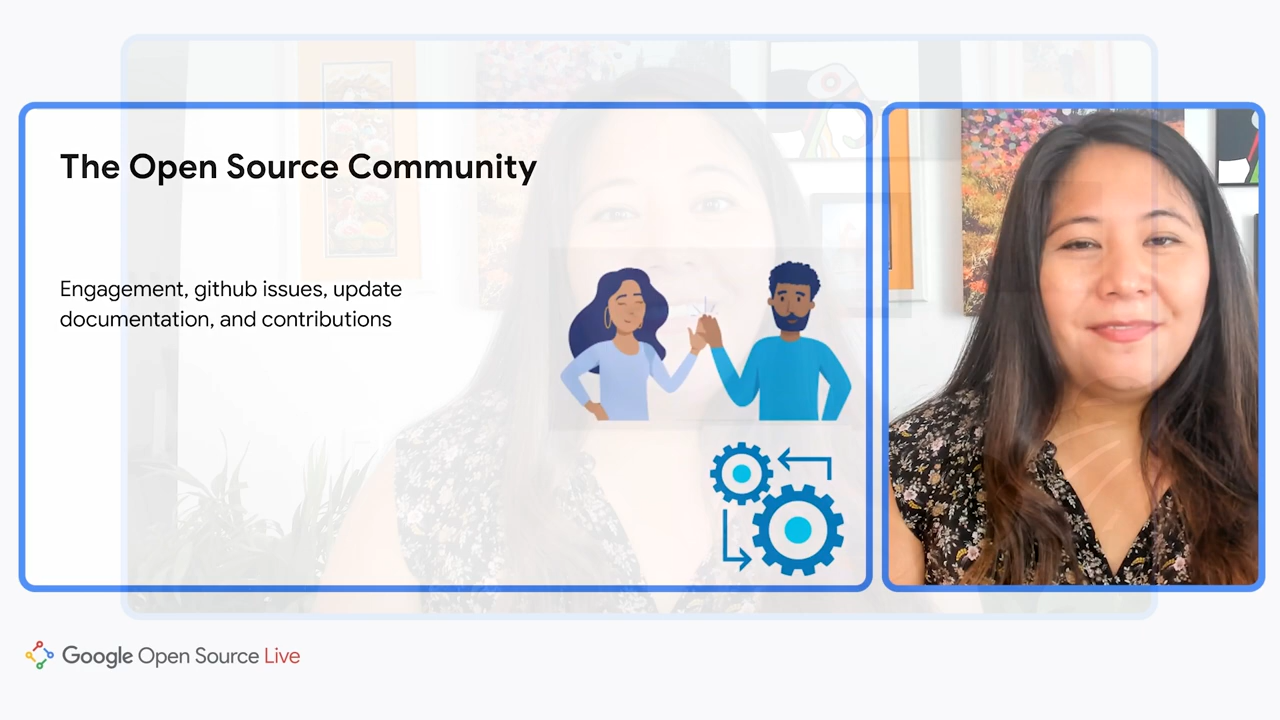 The Open Source Community
Engagement, github issues, update
documentation, and contributions
Google Open Source Live